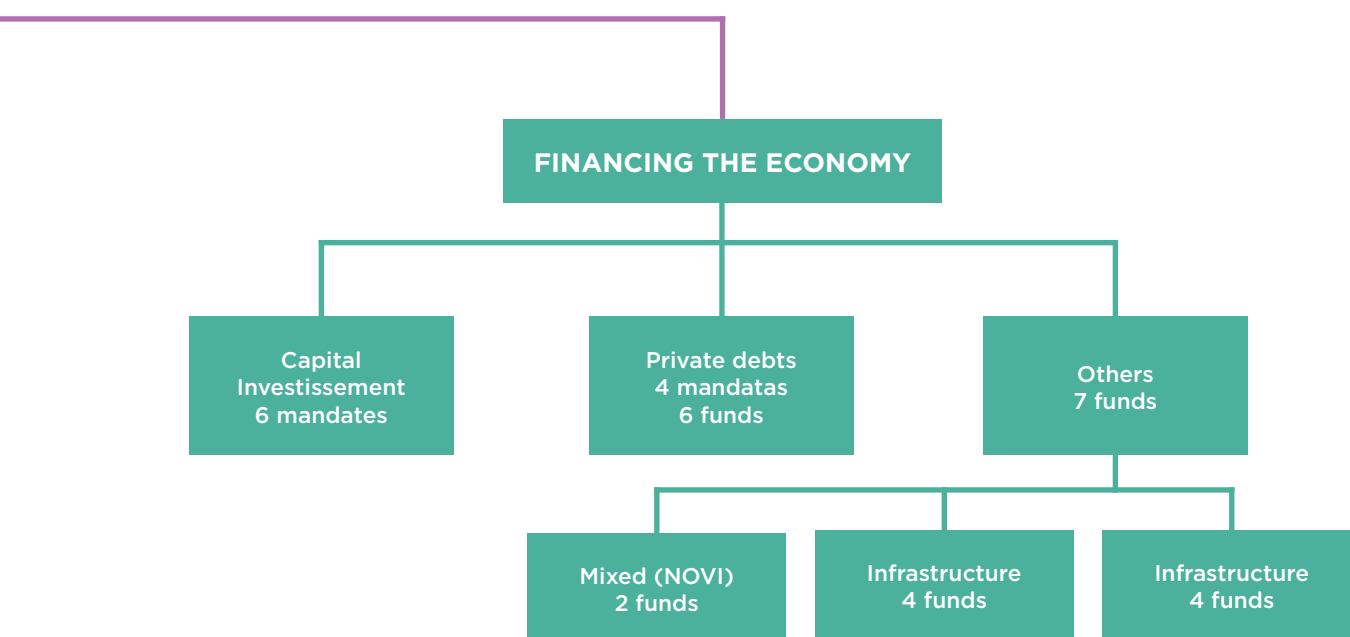 FINANCING THE ECONOMY
Capital
Investissement
6 mandates
Private debts
4 mandatas
6 funds
Others
7 funds
Mixed (NOVI)
2 funds
Infrastructure
4 funds
Infrastructure
4 funds